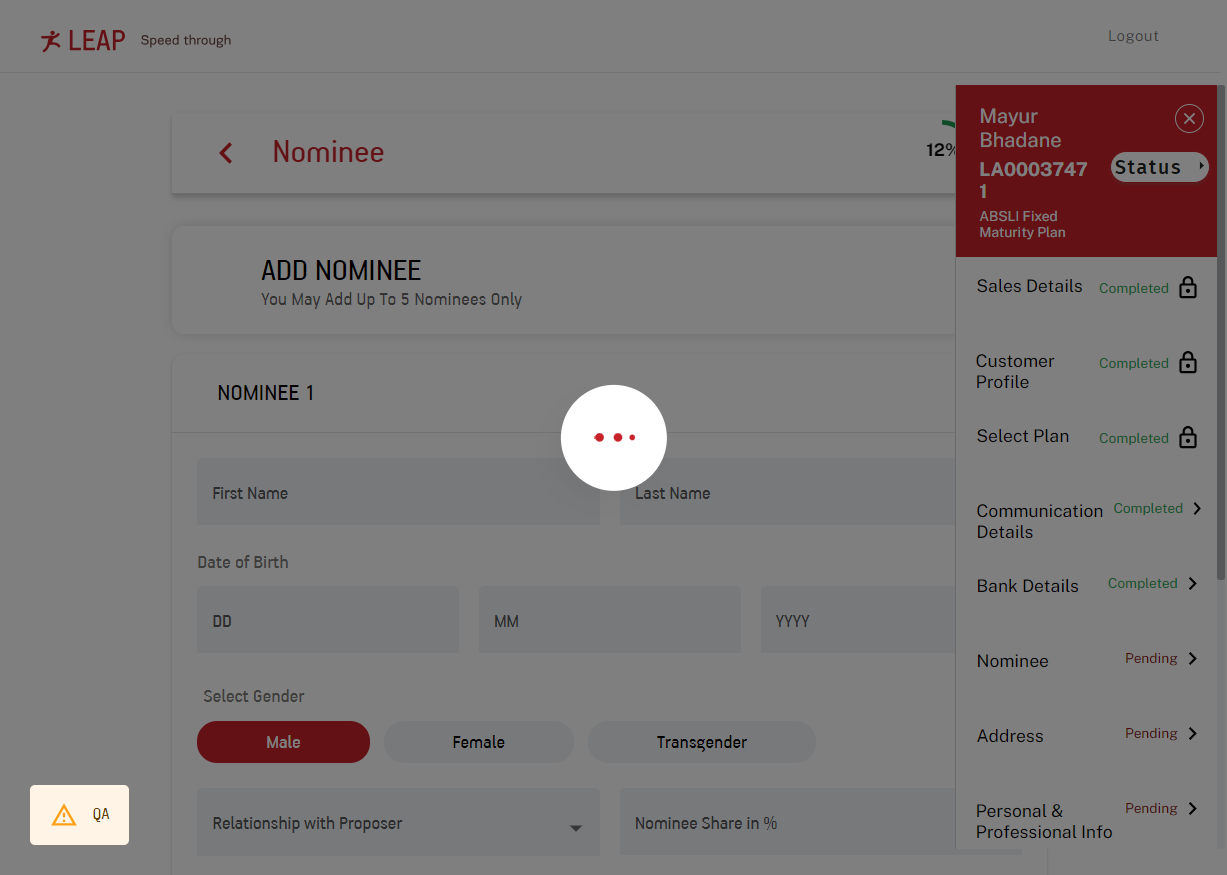 LEAP Speed through
Logout
Nominee
12%
ADD NOMINEE
You May Add Up To 5 Nominees Only
NOMINEE 1
First Name
Last Name
Date of Birth
DD
MM
YYYY
Select Gender
Male
Female
Transgender
Relationship with Proposer
Nominee Share in %
QA
Mayur
Bhadane
LA0003747
1
Status
ABSLI Fixed
Maturity Plan
Sales Details Completed
Customer
Profile
Completed
Select Plan Completed
Communication
Details
Completed
Bank Details Completed
Nominee Pending
Address Pending
Personal &
Professional Info
Pending